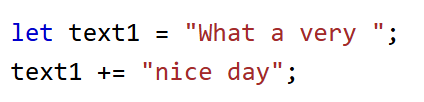 let text1 = "What a very ";
text1 += "nice day";